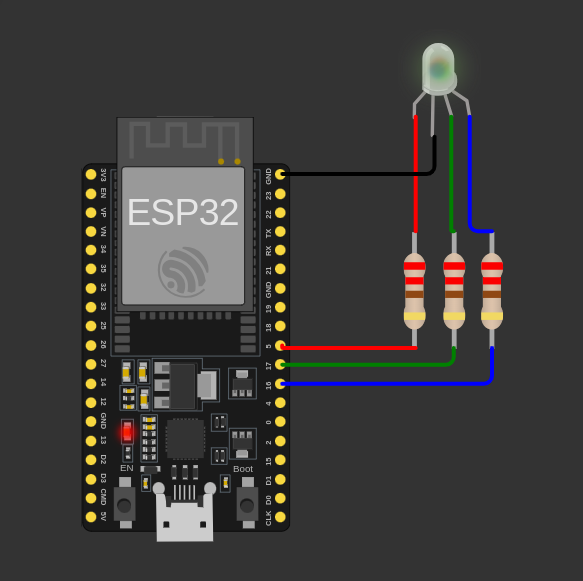 ESP32
3V3
EN
VP
VN
34
35
32
33
25
26
27
14
12
GND
13
D2
D3
CMD
5V
GND
23
22
TX
RX
21
GND
19
18
5
17
16
4
0
2
15
D1
D0
CLK
EN
Boot